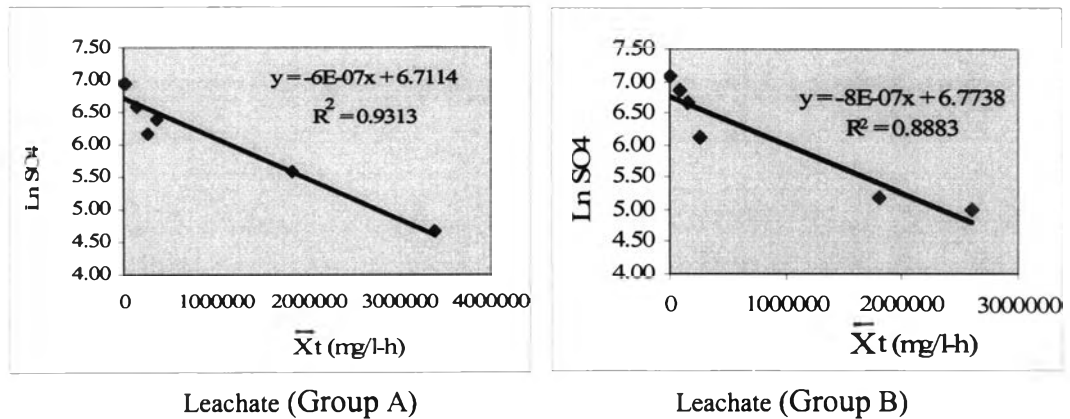 7.50
7.00
6.50
6.00
5.50
5.00
4.50
4.00
Ln SO4
y = -6E-07x + 6.7114
R² = 0.9313
0 1000000 2000000 3000000 4000000
X̄t (mg/l-h)
Leachate (Group A)
7.50
7.00
6.50
6.00
5.50
5.00
4.50
4.00
Ln SO4
y = -8E-07x + 6.7738
R² = 0.8883
0 1000000 2000000 3000000
X̄t (mg/l-h)
Leachate (Group B)